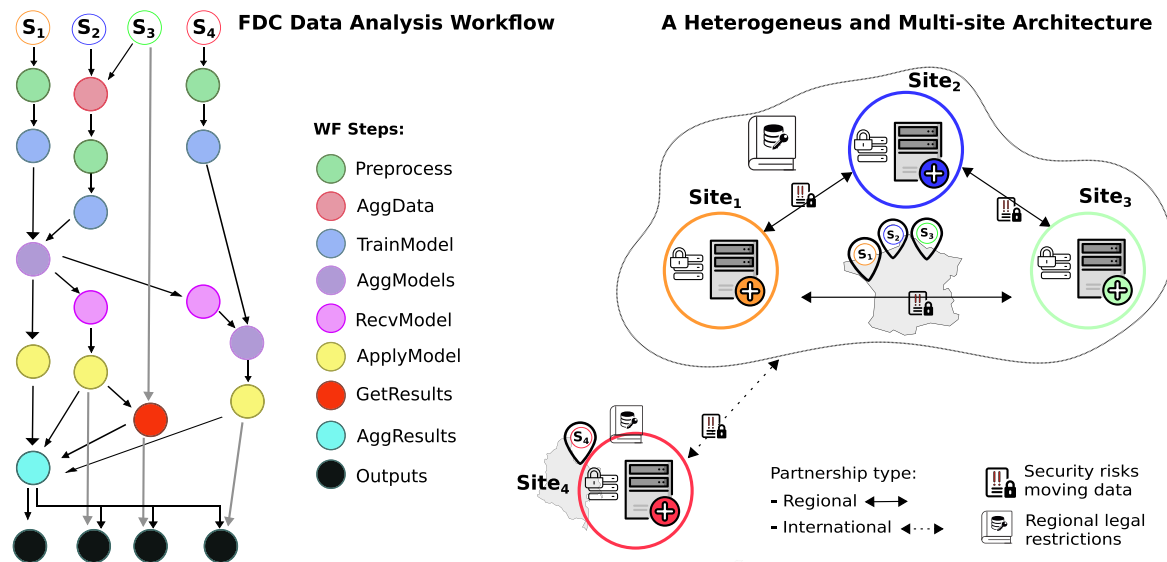 FDC Data Analysis Workflow
S1 S2 S3 S4
WF Steps:
Preprocess
AggData
TrainModel
AggModels
RecvModel
ApplyModel
GetResults
AggResults
Outputs
A Heterogeneus and Multi-site Architecture
Site2
Site1
Site3
S1 S2 S3
S4
Site4
Partnership type:
- Regional
- International
Security risks
moving data
Regional legal
restrictions